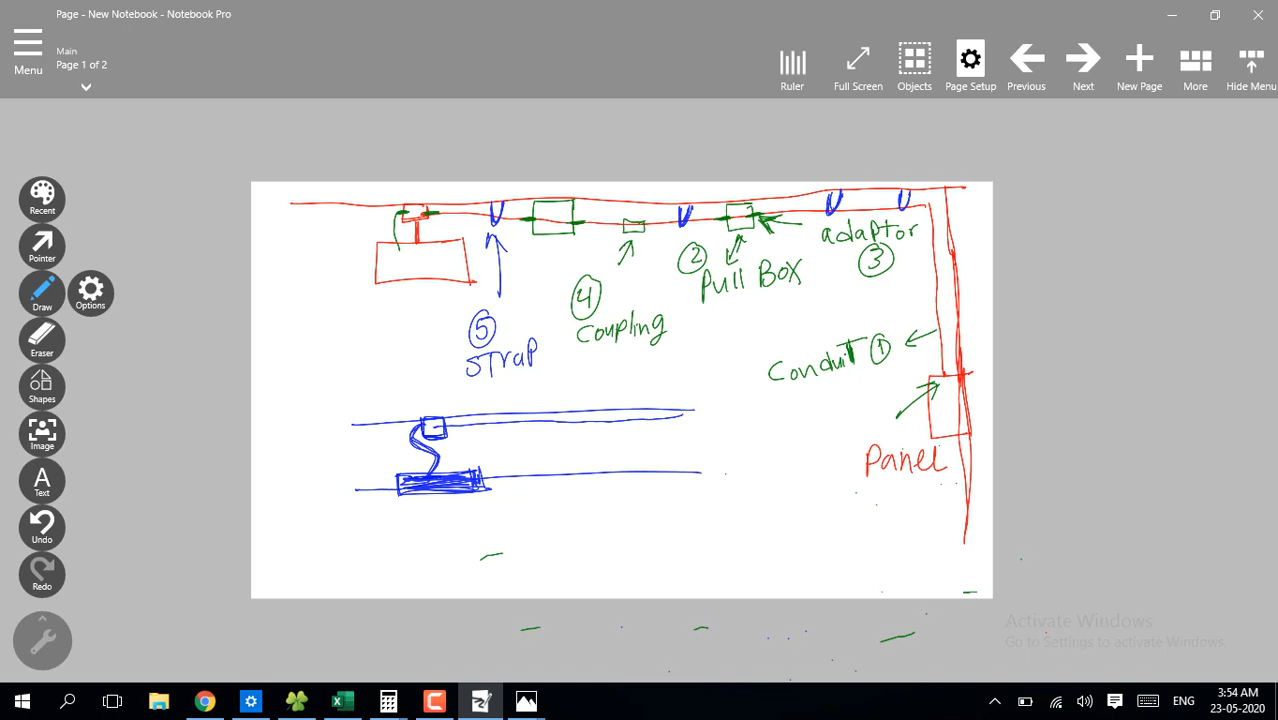 Page - New Notebook - Notebook Pro
Menu
Main
Page 1 of 2
Ruler
Full Screen
Objects
Page Setup
Previous
Next
New Page
More
Hide Menu
Recent
Pointer
Draw
Options
Eraser
Shapes
Image
A
Text
Undo
Redo
adaptor
3
2
Pull Box
4
Coupling
5
STrap
ConduiT 1
Panel
Activate Windows
Go to Settings to activate Windows.
ENG
3:54 AM
23-05-2020